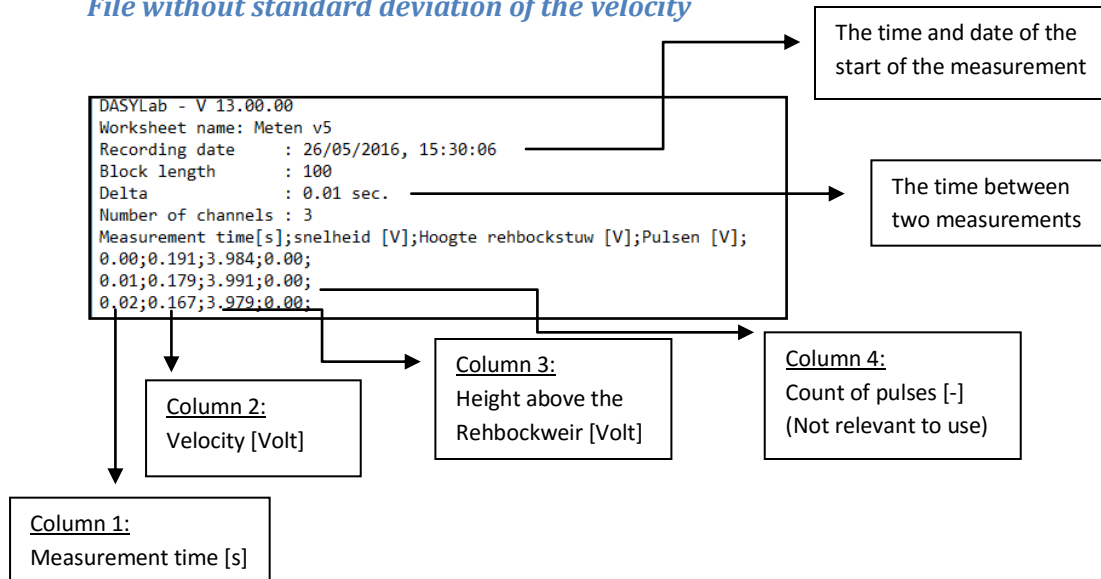 File without standard deviation of the velocity
The time and date of the
start of the measurement
DASYLab - V 13.00.00
Worksheet name: Meten v5
Recording date : 26/05/2016, 15:30:06
Block length : 100
Delta : 0.01 sec.
Number of channels : 3
Measurement time[s];snelheid [V];Hoogte rehbockstuw [V];Pulsen [V];
0.00;0.191;3.984;0.00;
0.01;0.179;3.991;0.00;
0.02;0.167;3.979;0.00;
The time between
two measurements
Column 3:
Height above the
Rehbockweir [Volt]
Column 4:
Count of pulses [-]
(Not relevant to use)
Column 2:
Velocity [Volt]
Column 1:
Measurement time [s]